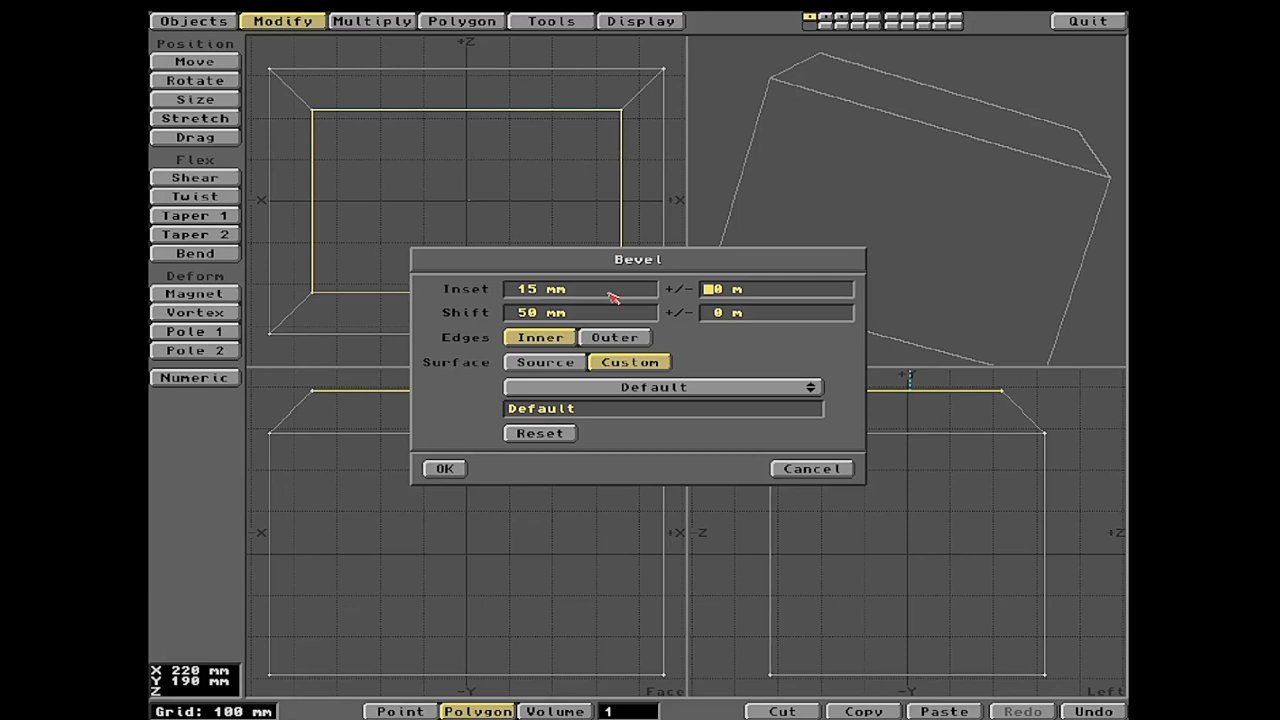 Objects Modify Multiply Polygon Tools Display Quit
Position
Move
Rotate
Size
Stretch
Drag
Flex
Shear
Twist
Taper 1
Taper 2
Bend
Deform
Magnet
Vortex
Pole 1
Pole 2
Numeric
+Z
-X
+X
Bevel
Inset 15 mm +/- 0 m
Shift 50 mm +/- 0 m
Edges Inner Outer
Surface Source Custom
Default
Default
Reset
OK Cancel
+Y
-X
+X
-Z
+Z
-Y
Face
-Y
Left
X 220 mm
Y 190 mm
Z
Grid: 100 mm Point Polygon Volume 1 Cut Copy Paste Redo Undo